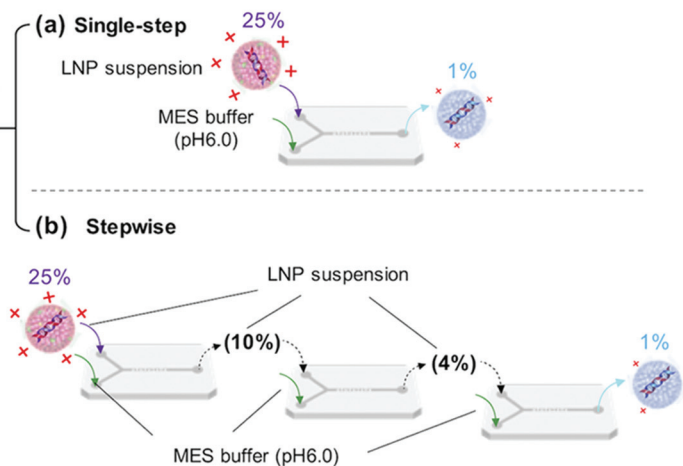 (a) Single-step
25%
LNP suspension
1%
MES buffer
(pH6.0)
(b) Stepwise
25%
LNP suspension
(10%)
(4%)
1%
MES buffer (pH6.0)